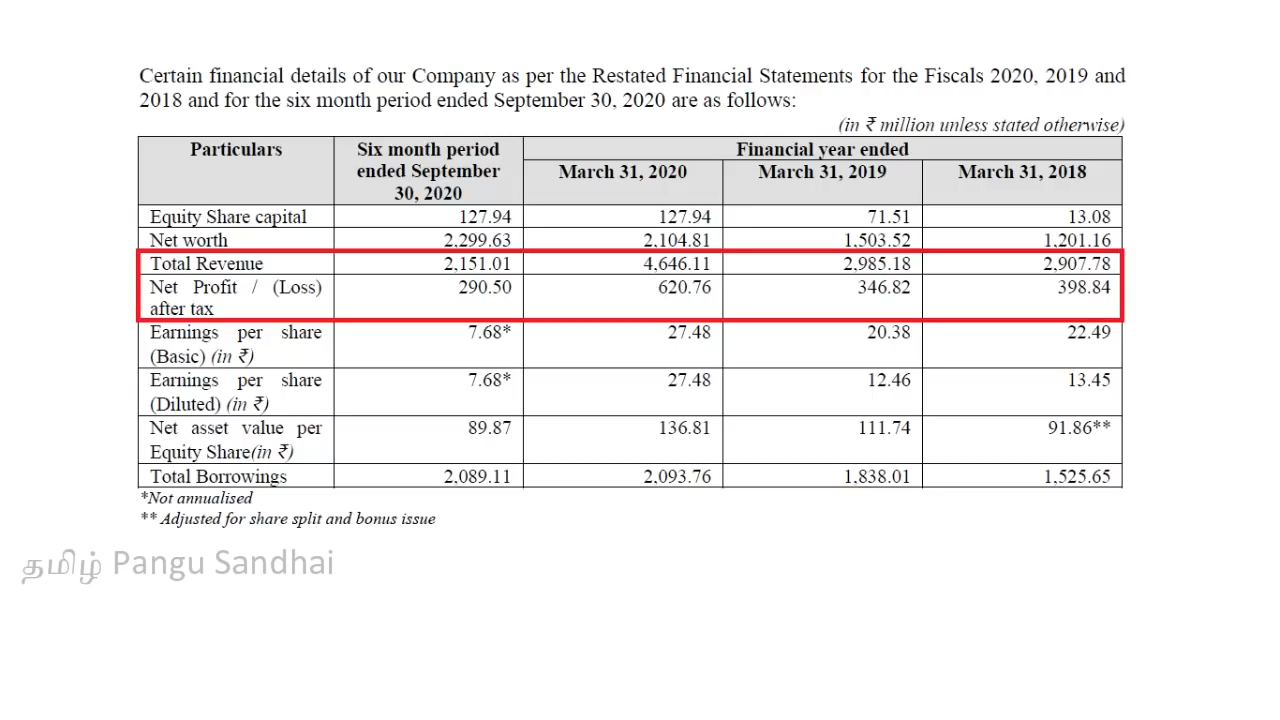 Certain financial details of our Company as per the Restated Financial Statements for the Fiscals 2020, 2019 and
2018 and for the six month period ended September 30, 2020 are as follows:
(in ₹ million unless stated otherwise)
Particulars Six month period ended September 30, 2020 Financial year ended
March 31, 2020 March 31, 2019 March 31, 2018
Equity Share capital 127.94 127.94 71.51 13.08
Net worth 2,299.63 2,104.81 1,503.52 1,201.16
Total Revenue 2,151.01 4,646.11 2,985.18 2,907.78
Net Profit / (Loss) 290.50 620.76 346.82 398.84
after tax
Earnings per share 7.68* 27.48 20.38 22.49
(Basic) (in ₹)
Earnings per share 7.68* 27.48 12.46 13.45
(Diluted) (in ₹)
Net asset value per 89.87 136.81 111.74 91.86**
Equity Share(in ₹)
Total Borrowings 2,089.11 2,093.76 1,838.01 1,525.65
*Not annualised
** Adjusted for share split and bonus issue
தமிழ் Pangu Sandhai